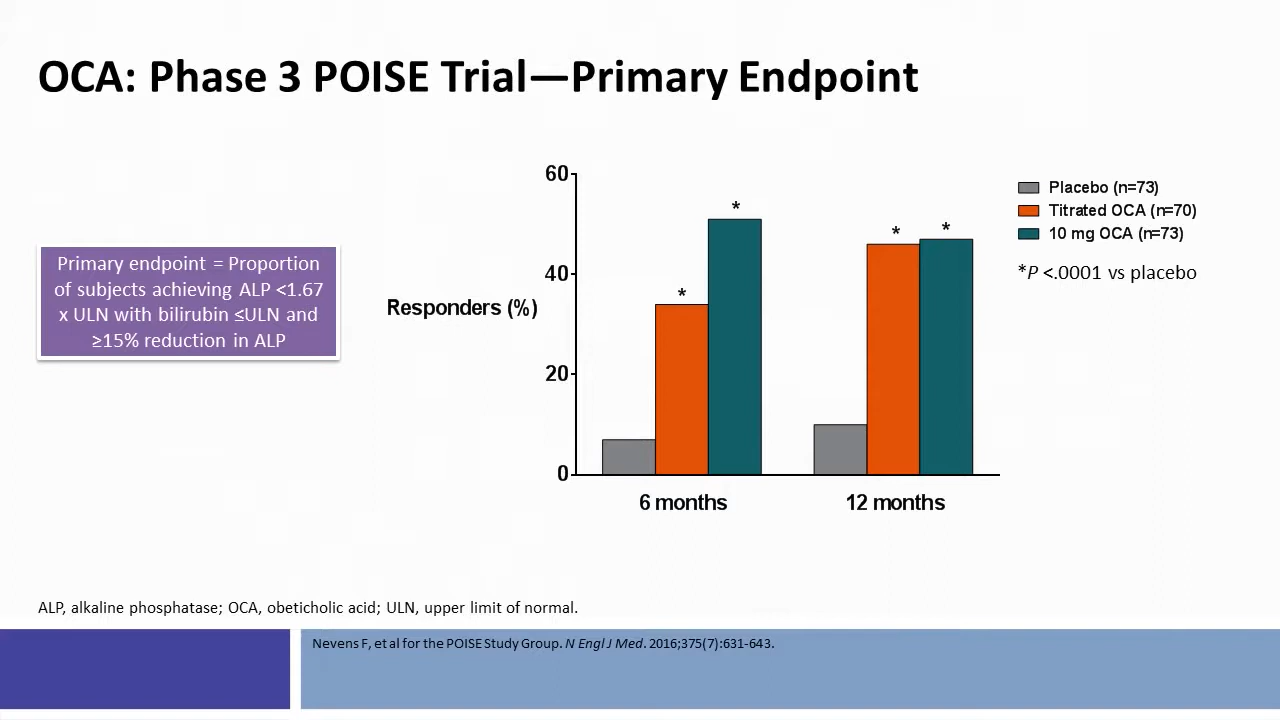 OCA: Phase 3 POISE Trial—Primary Endpoint
Primary endpoint = Proportion
of subjects achieving ALP <1.67
x ULN with bilirubin ≤ULN and
≥15% reduction in ALP
Responders (%)
60
40
20
0
*
*
*
*
6 months
12 months
Placebo (n=73)
Titrated OCA (n=70)
10 mg OCA (n=73)
*P <.0001 vs placebo
ALP, alkaline phosphatase; OCA, obeticholic acid; ULN, upper limit of normal.
Nevens F, et al for the POISE Study Group. N Engl J Med. 2016;375(7):631-643.